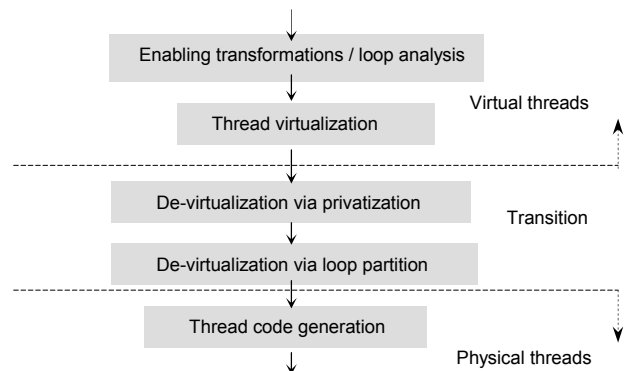 Enabling transformations / loop analysis
Virtual threads
Thread virtualization
De-virtualization via privatization
Transition
De-virtualization via loop partition
Thread code generation
Physical threads